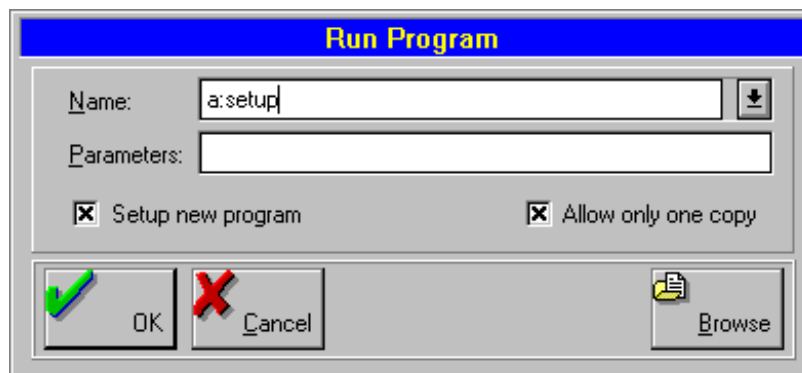 Run Program
Name: a:setup
Parameters:
Setup new program Allow only one copy
OK Cancel Browse